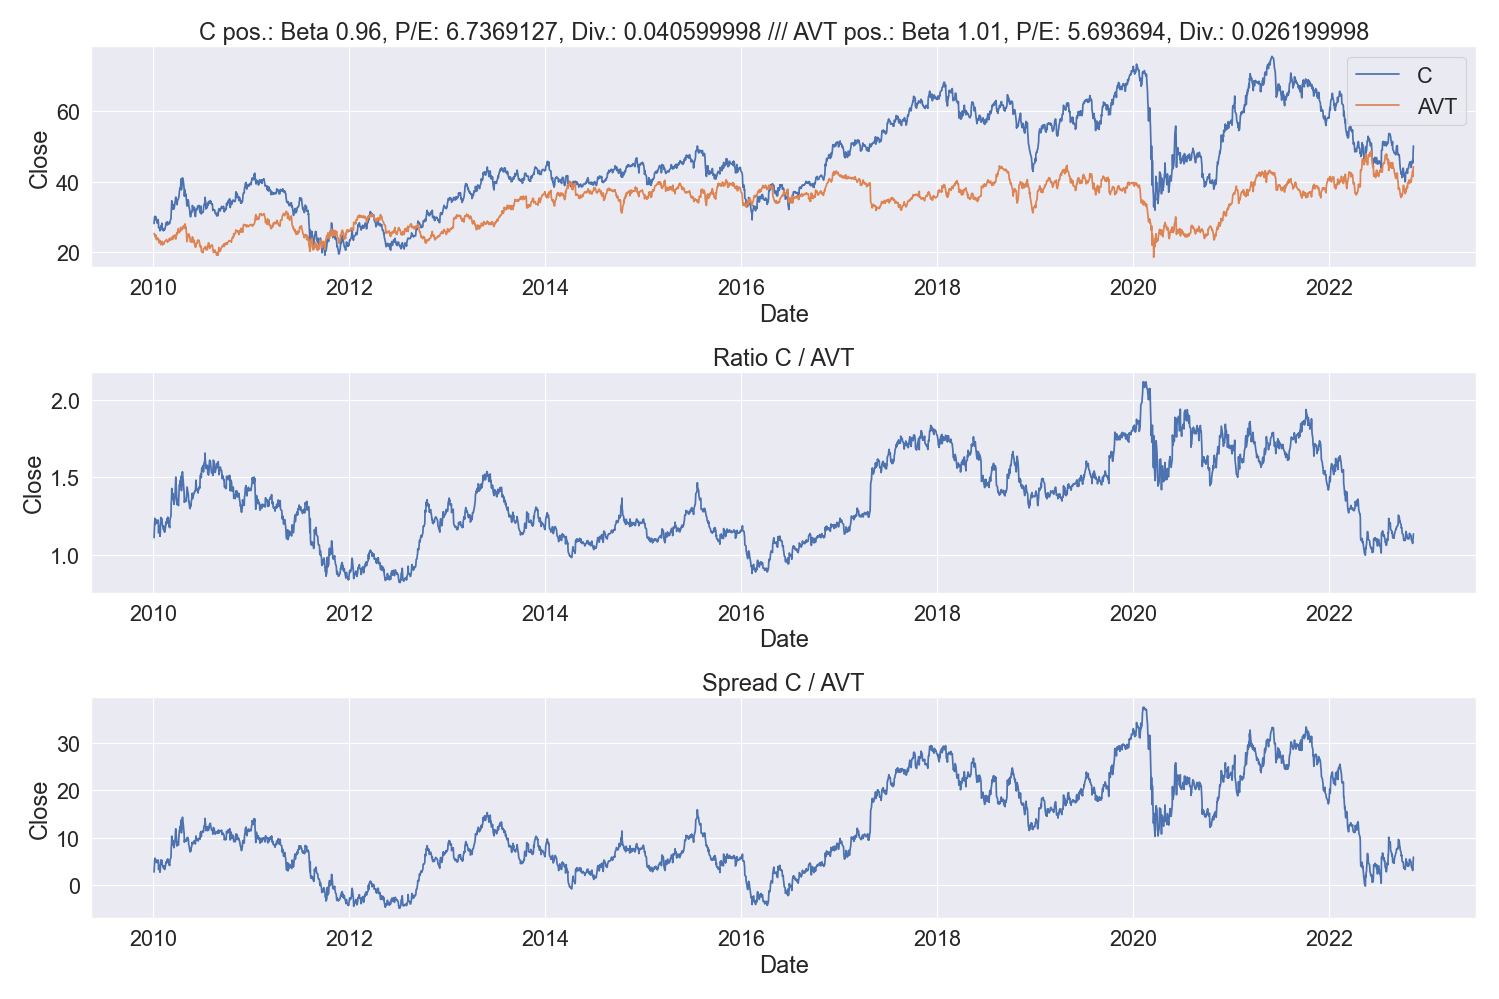 C pos.: Beta 0.96, P/E: 6.7369127, Div.: 0.040599998 /// AVT pos.: Beta 1.01, P/E: 5.693694, Div.: 0.026199998
C
AVT
60
40
20
Close
2010 2012 2014 2016 2018 2020 2022
Date
Ratio C / AVT
2.0
1.5
1.0
Close
2010 2012 2014 2016 2018 2020 2022
Date
Spread C / AVT
30
20
10
0
Close
2010 2012 2014 2016 2018 2020 2022
Date